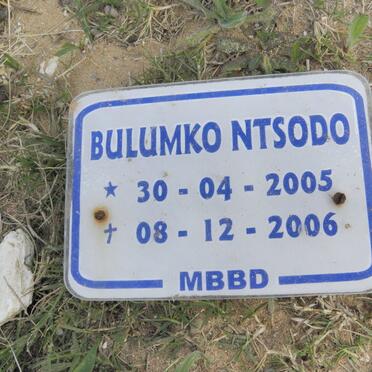 BULUMKO NTSODO
★ 30 - 04 - 2005
✝ 08 - 12 - 2006
MBBD